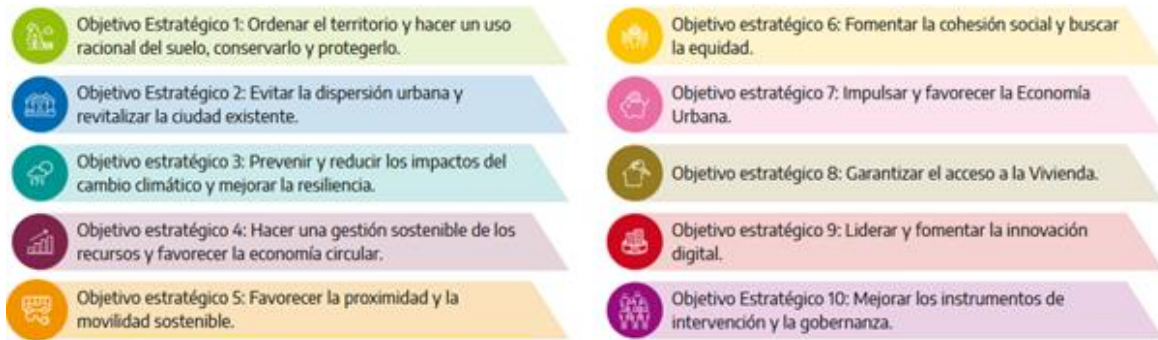 Objetivo Estratégico 1: Ordenar el territorio y hacer un uso
racional del suelo, conservarlo y protegerlo.
Objetivo Estratégico 2: Evitar la dispersión urbana y
revitalizar la ciudad existente.
Objetivo estratégico 3: Prevenir y reducir los impactos del
cambio climático y mejorar la resiliencia.
Objetivo estratégico 4: Hacer una gestión sostenible de los
recursos y favorecer la economía circular.
Objetivo estratégico 5: Favorecer la proximidad y la
movilidad sostenible.
Objetivo estratégico 6: Fomentar la cohesión social y buscar
la equidad.
Objetivo estratégico 7: Impulsar y favorecer la Economía
Urbana.
Objetivo estratégico 8: Garantizar el acceso a la Vivienda.
Objetivo estratégico 9: Liderar y fomentar la innovación
digital.
Objetivo Estratégico 10: Mejorar los instrumentos de
intervención y la gobernanza.